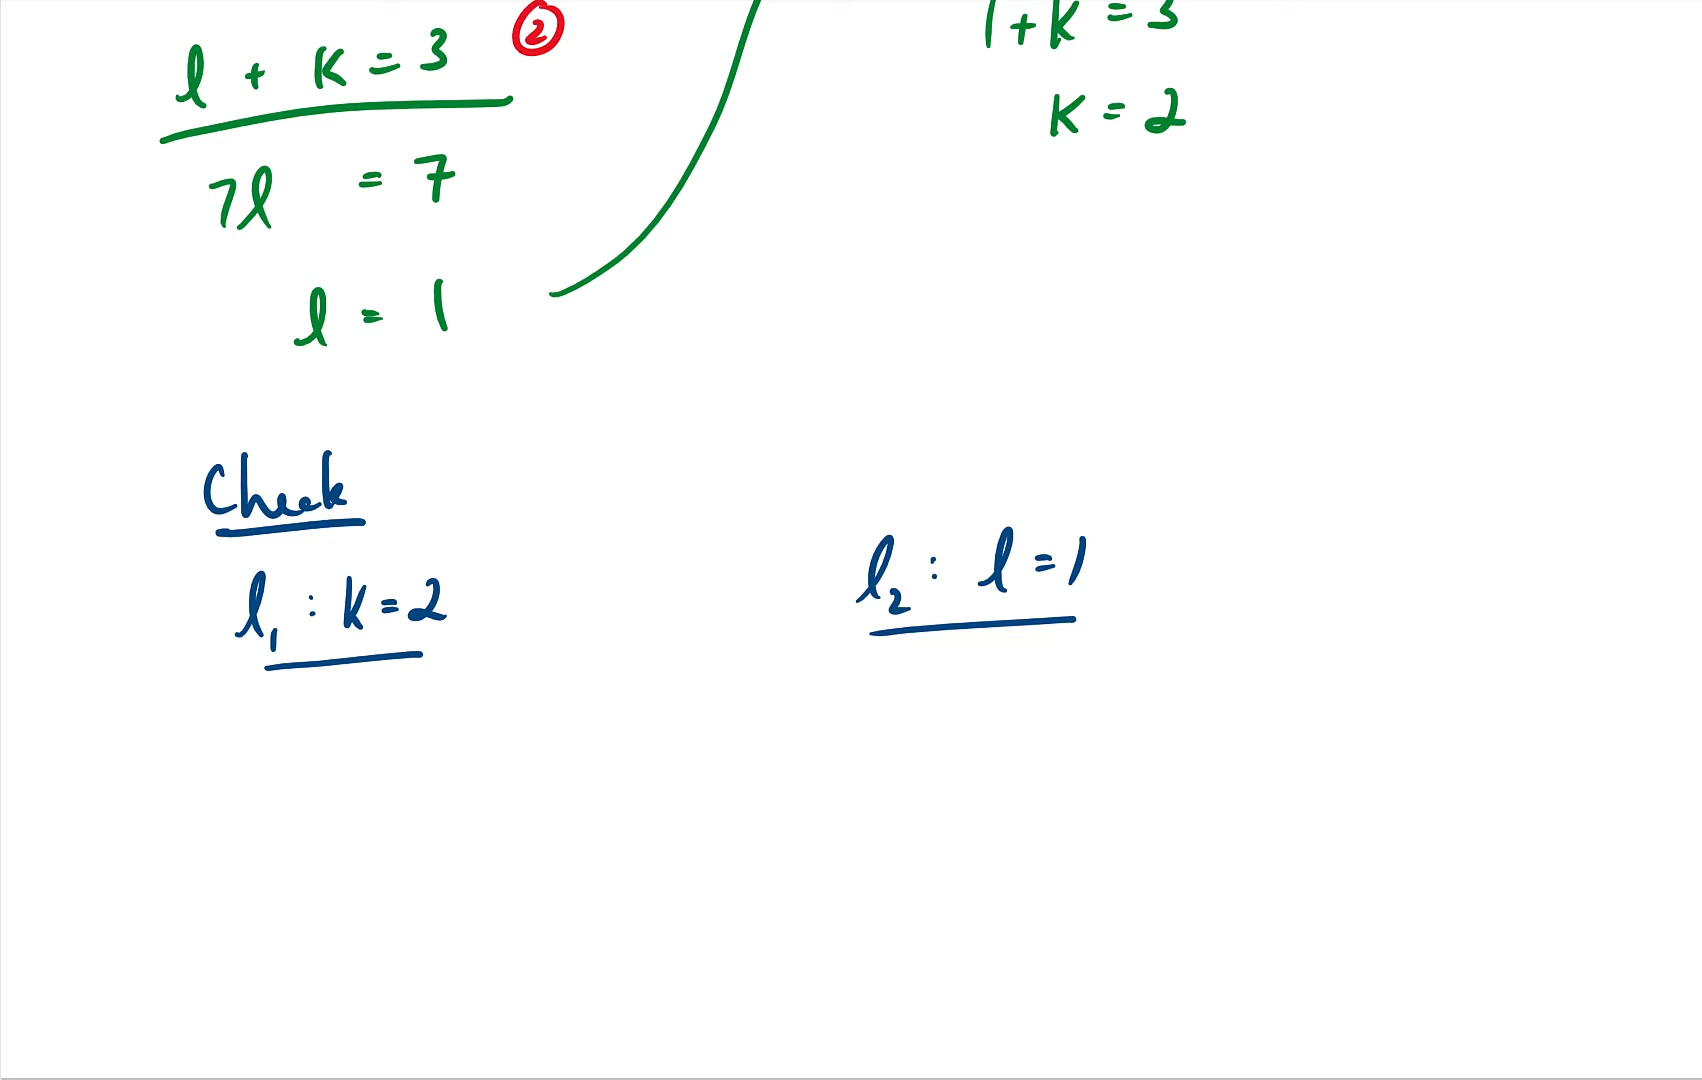 l + k = 3 ②
7l = 7
l = 1
1 + k = 3
k = 2
Check
l₁ : k = 2
l₂ : l = 1